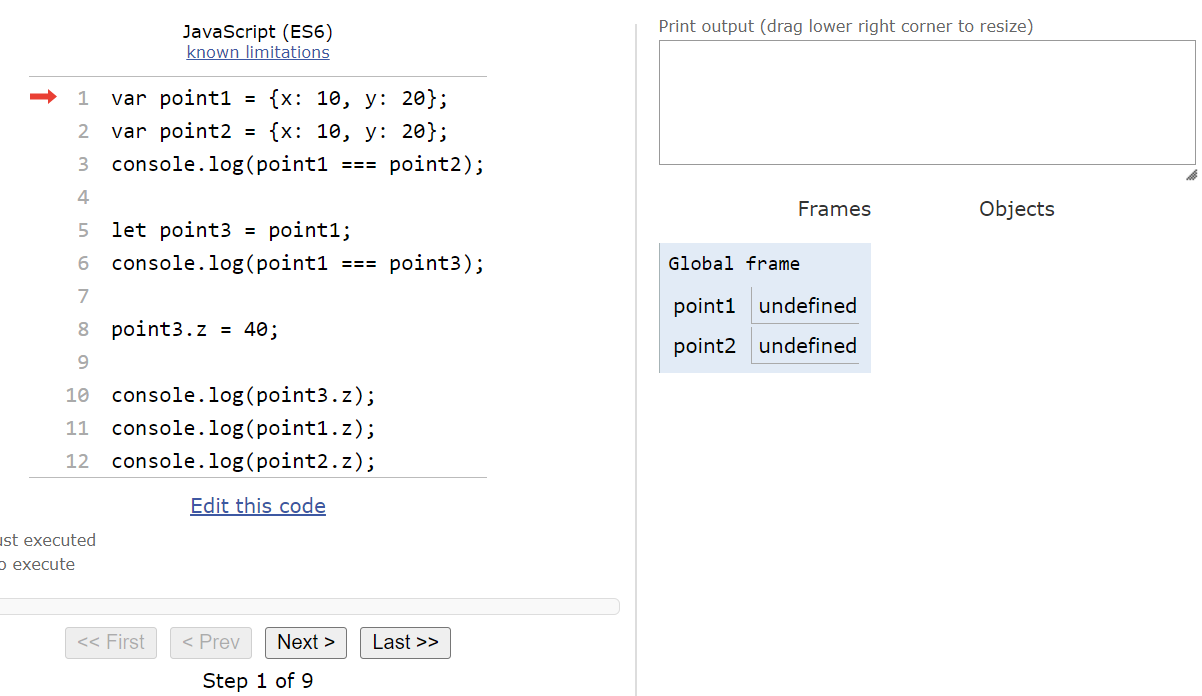 JavaScript (ES6)
known limitations
1 var point1 = {x: 10, y: 20};
2 var point2 = {x: 10, y: 20};
3 console.log(point1 === point2);
4
5 let point3 = point1;
6 console.log(point1 === point3);
7
8 point3.z = 40;
9
10 console.log(point3.z);
11 console.log(point1.z);
12 console.log(point2.z);
Edit this code
ust executed
o execute
<< First < Prev Next > Last >>
Step 1 of 9
Print output (drag lower right corner to resize)
Frames Objects
Global frame
point1 undefined
point2 undefined